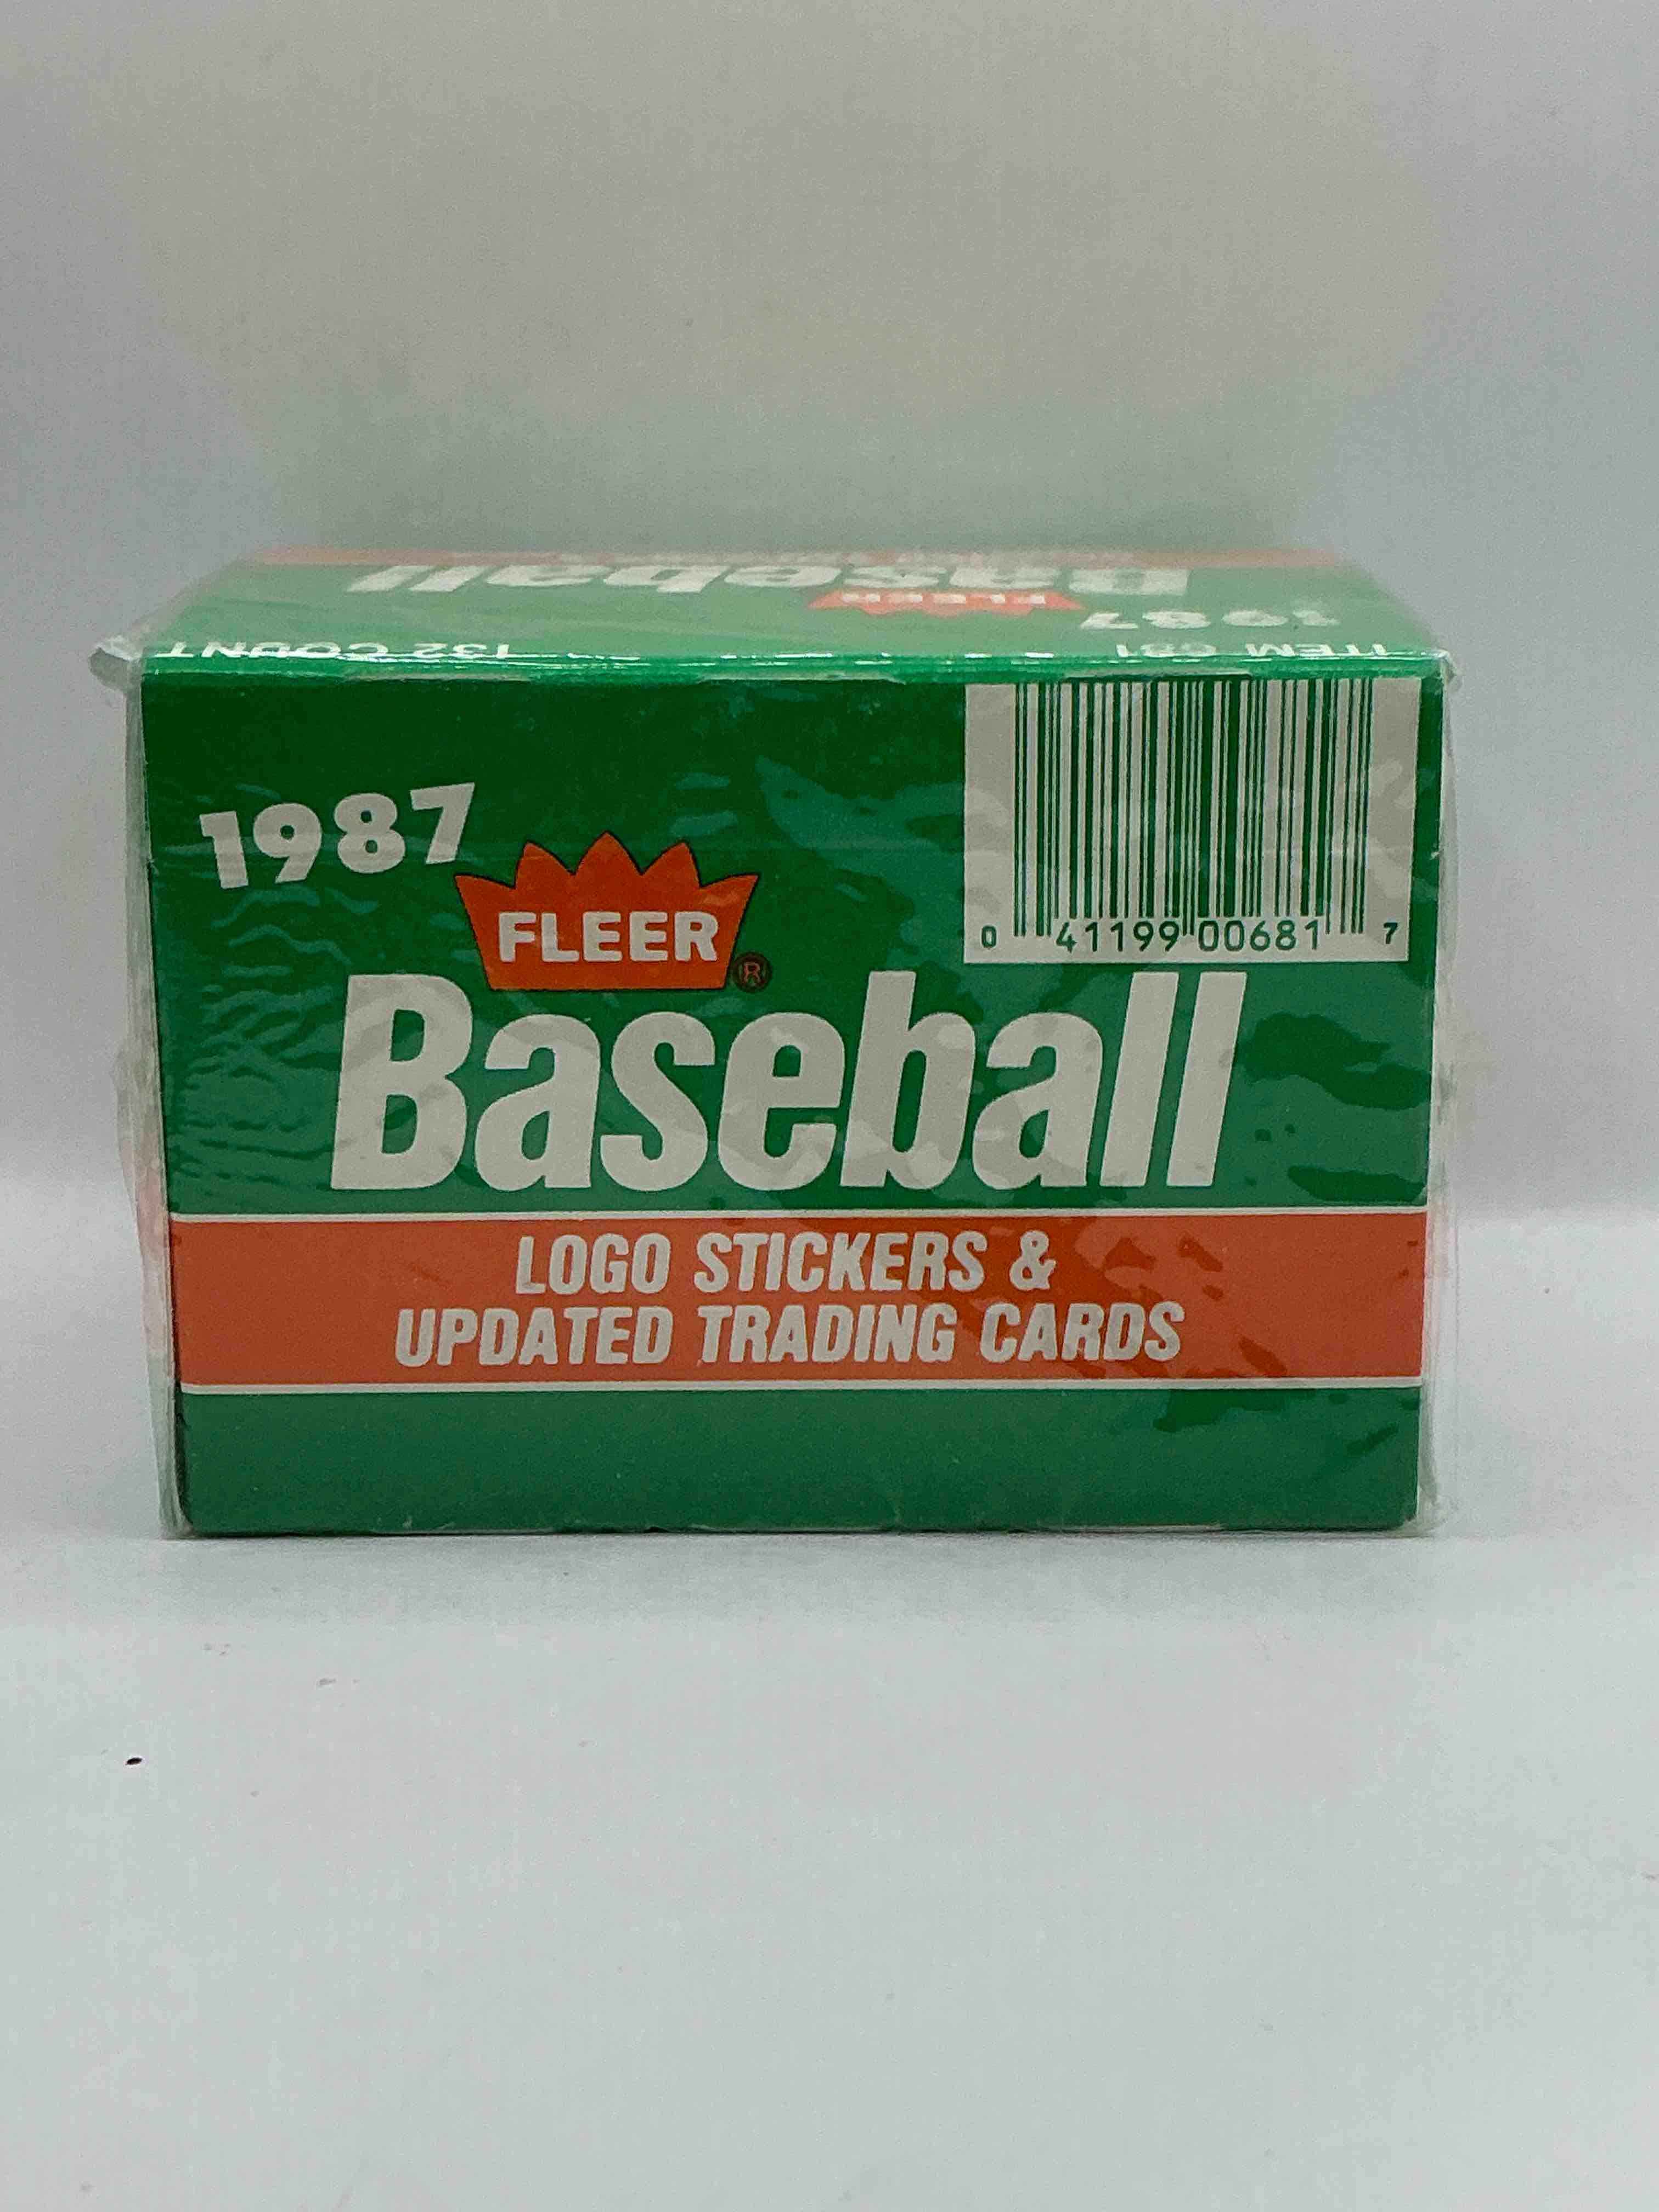 Baseball
FLEER
1987
132 COUNT
ITEM 681
1987
FLEER
®
Baseball
0 41199 00681 7
LOGO STICKERS &
UPDATED TRADING CARDS